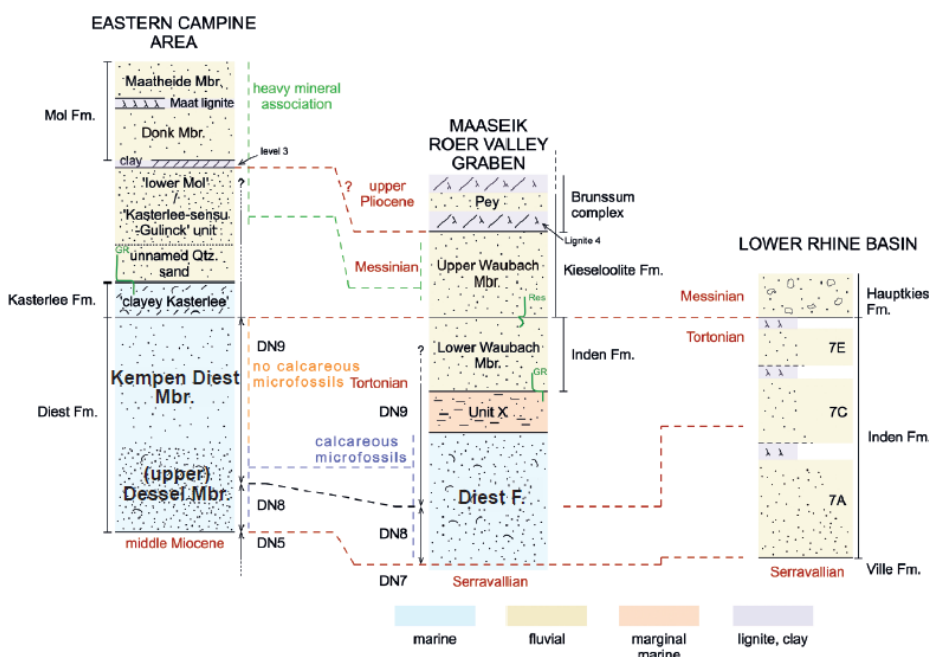 EASTERN CAMPINE
AREA
Mol Fm.
Maatheide Mbr.
Maat lignite
Donk Mbr.
clay
level 3
heavy mineral
association
'lower Mol'
/
'Kasterlee-sensu
-Gulinck' unit
?
GR
unnamed Qtz.
sand
Kasterlee Fm.
'clayey Kasterlee'
Diest Fm.
Kempen Diest
Mbr.
(upper)
Dessel Mbr.
middle Miocene
DN9
no calcareous
microfossils
calcareous
microfossils
DN8
DN5
?
upper
Pliocene
Messinian
Tortonian
DN9
DN8
DN7
MAASEIK
ROER VALLEY
GRABEN
Pey
Brunssum
complex
Lignite 4
Upper Waubach
Mbr.
Kieseloolite Fm.
Res
?
Lower Waubach
Mbr.
Inden Fm.
GR
Unit X
Diest F.
Serravallian
LOWER RHINE BASIN
Messinian
Tortonian
Hauptkies
Fm.
7E
7C
Inden Fm.
7A
Ville Fm.
Serravallian
marine
fluvial
marginal
marine
lignite, clay